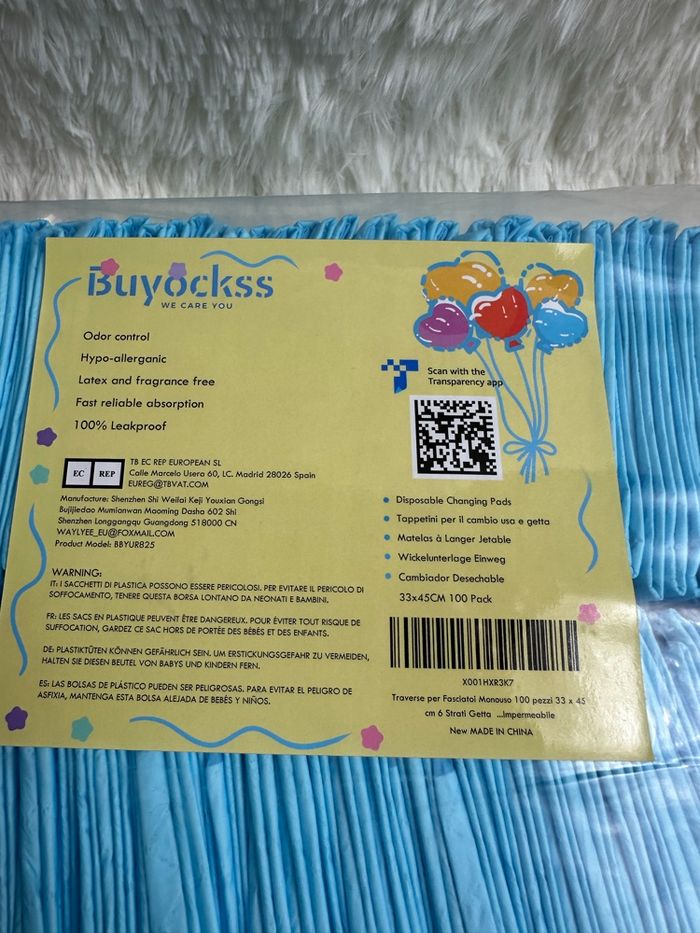 Buyockss
WE CARE YOU
Odor control
Hypo-allergenic
Latex and fragrance free
Fast reliable absorption
100% Leakproof
EC REP
TB EC REP EUROPEAN SL
Calle Marcelo Usera 60, LC. Madrid 28026 Spain
EUREG@TBVAT.COM
Manufacture: Shenzhen Shi Weilai Keji Youxian Gongsi
Bujijiedao Mumianwan Maoming Dasho 602 Shi
Shenzhen Longgangqu Guangdong 518000 CN
WAYLYEE_EU@FOXMAIL.COM
Product Model: BBYUR825
WARNING:
IT: I SACCHETTI DI PLASTICA POSSONO ESSERE PERICOLOSI. PER EVITARE IL PERICOLO DI
SOFFOCAMENTO, TENERE QUESTA BORSA LONTANO DA NEONATI E BAMBINI.
FR: LES SACS EN PLASTIQUE PEUVENT ÊTRE DANGEREUX. POUR ÉVITER TOUT RISQUE DE
SUFFOCATION, GARDEZ CE SAC HORS DE PORTÉE DES BÉBÉS ET DES ENFANTS.
DE: PLASTIKTÜTEN KÖNNEN GEFÄHRLICH SEIN. UM ERSTICKUNGSGEFAHR ZU VERMEIDEN,
HALTEN SIE DIESEN BEUTEL VON BABYS UND KINDERN FERN.
ES: LAS BOLSAS DE PLÁSTICO PUEDEN SER PELIGROSAS. PARA EVITAR EL PELIGRO DE
ASFIXIA, MANTENGA ESTA BOLSA ALEJADA DE BEBÉS Y NIÑOS.
Scan with the
Transparency app
Disposable Changing Pads
Tappetini per il cambio usa e getta
Matelas à Langer Jetable
Wickelunterlage Einweg
Cambiador Desechable
33x45CM 100 Pack
X001HXR3K7
Traverse per Fasciatoi Monouso 100 pezzi 33 x 45
cm 6 Strati Getta ...Impermeabile
New MADE IN CHINA